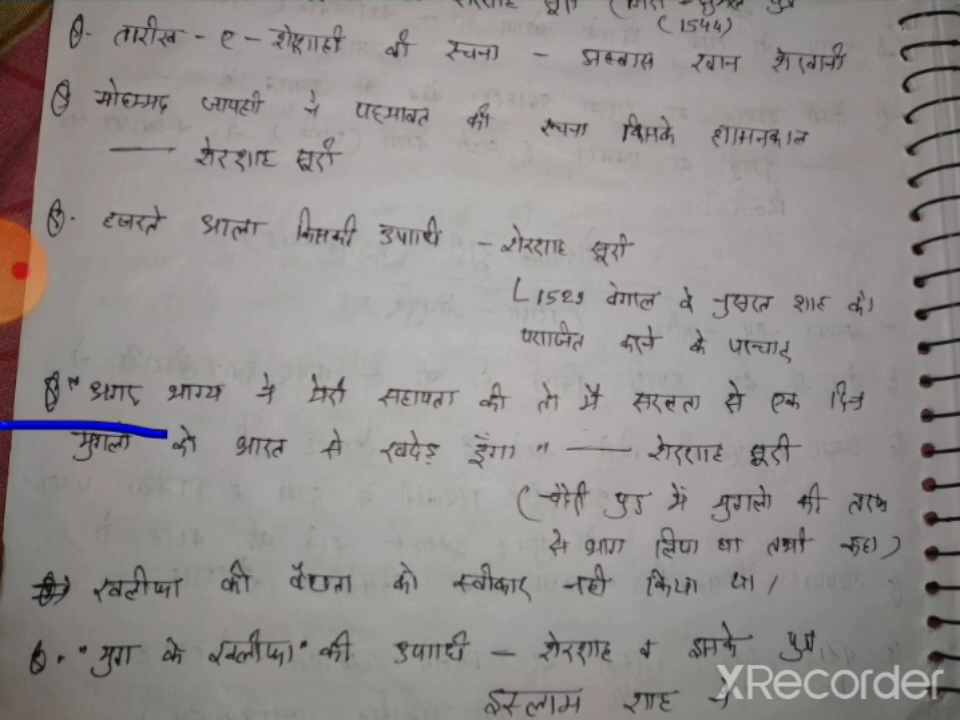 (1544)
Q. तारीख - ए - शेरशाही की रचना - अब्बास खान शेरवानी
Q मोहम्मद जायसी ने पद्मावत की रचना किसके शासनकाल
— शेरशाह सूरी
Q. हजरते आला किसकी उपाधी - शेरशाह सूरी
1529 बंगाल के नुसरत शाह को
पराजित करने के पश्चात
Q "अगर भाग्य ने मेरी सहायता की तो मैं सरलता से एक दिन
मुगलो को भारत से खदेड़ दूँगा" — शेरशाह सूरी
( चंदेरी युद्ध में मुगलो की तरफ
से भाग लिया था तभी कहा )
खलीफा की वैधता को स्वीकार नही किया था।
Q. "युग के खलीफा" की उपाधी - शेरशाह व इसके पुत्र
इस्लाम शाह ने
XRecorder